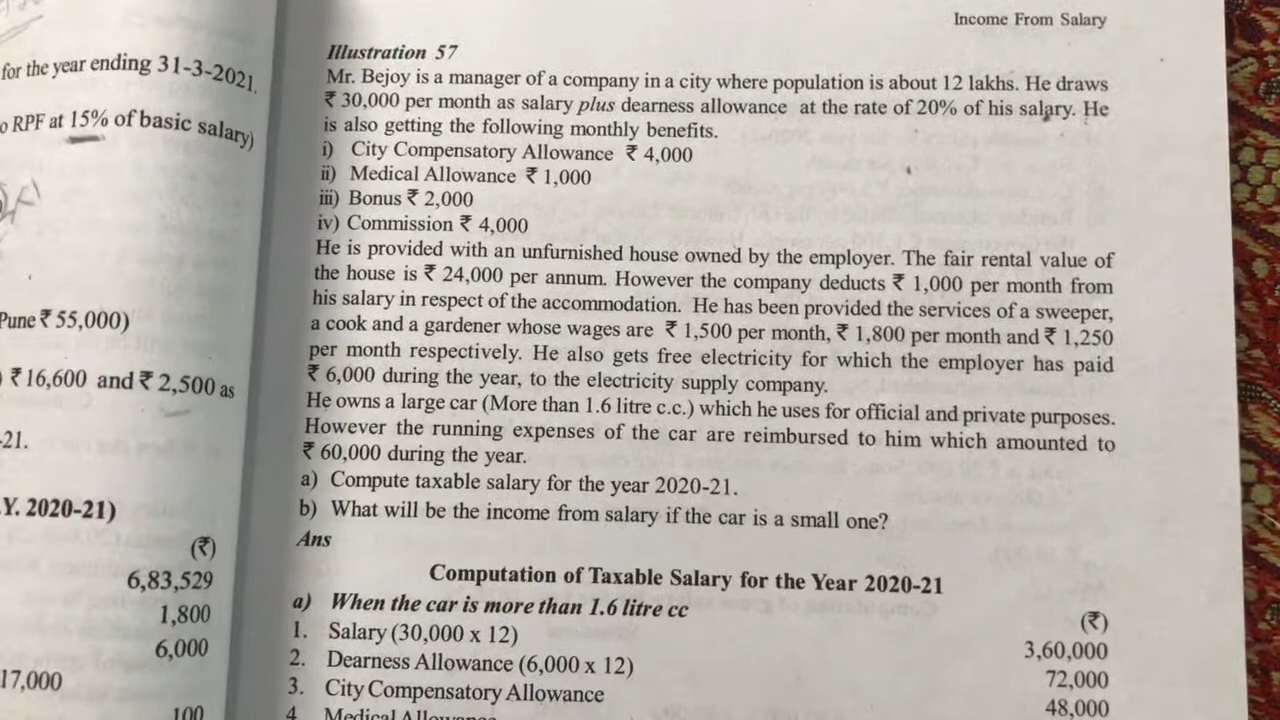 for the year ending 31-3-2021.
o RPF at 15% of basic salary)
Pune ₹ 55,000)
₹ 16,600 and ₹ 2,500 as
-21.
Y. 2020-21)
(₹)
6,83,529
1,800
6,000
17,000
100
Income From Salary
Illustration 57
Mr. Bejoy is a manager of a company in a city where population is about 12 lakhs. He draws
₹ 30,000 per month as salary plus dearness allowance at the rate of 20% of his salary. He
is also getting the following monthly benefits.
i) City Compensatory Allowance ₹ 4,000
ii) Medical Allowance ₹ 1,000
iii) Bonus ₹ 2,000
iv) Commission ₹ 4,000
He is provided with an unfurnished house owned by the employer. The fair rental value of
the house is ₹ 24,000 per annum. However the company deducts ₹ 1,000 per month from
his salary in respect of the accommodation. He has been provided the services of a sweeper,
a cook and a gardener whose wages are ₹ 1,500 per month, ₹ 1,800 per month and ₹ 1,250
per month respectively. He also gets free electricity for which the employer has paid
₹ 6,000 during the year, to the electricity supply company.
He owns a large car (More than 1.6 litre c.c.) which he uses for official and private purposes.
However the running expenses of the car are reimbursed to him which amounted to
₹ 60,000 during the year.
a) Compute taxable salary for the year 2020-21.
b) What will be the income from salary if the car is a small one?
Ans
Computation of Taxable Salary for the Year 2020-21
a) When the car is more than 1.6 litre cc
(₹)
1. Salary (30,000 x 12) 3,60,000
2. Dearness Allowance (6,000 x 12) 72,000
3. City Compensatory Allowance 48,000
4 Medical Allowance